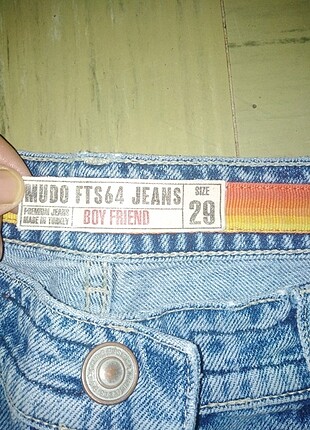 MUDO FTS64 JEANS
PREMIUM JEANS
MADE IN TURKEY
BOY FRIEND
SIZE
29